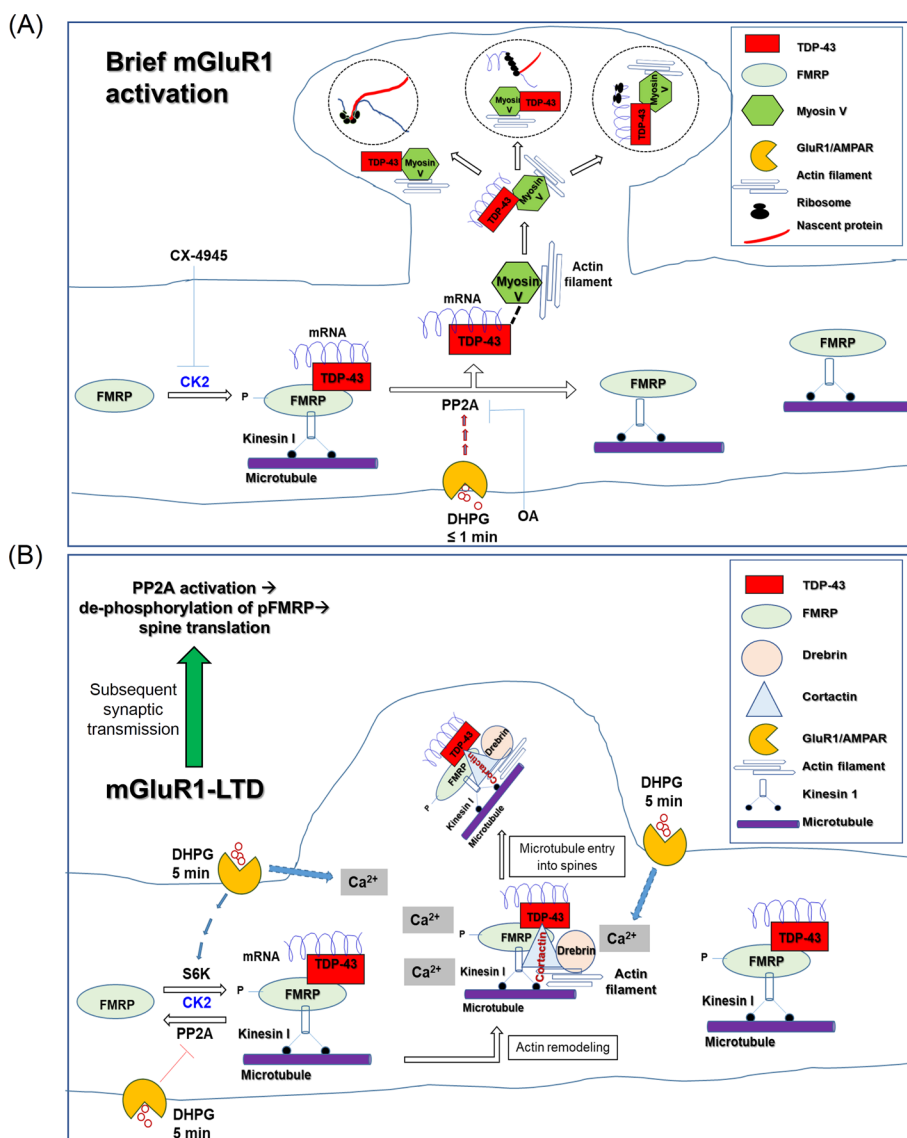 (A)
Brief mGluR1
activation
Myosin
V
TDP-43
Myosin
V
TDP-43
TDP-43
Myosin
V
TDP-43
Myosin
V
TDP-43
FMRP
Myosin V
GluR1/AMPAR
Actin filament
Ribosome
Nascent protein
CX-4945
TDP-43
Myosin
V
Myosin
V
Actin
filament
mRNA
TDP-43
mRNA
TDP-43
FMRP
CK2
P
FMRP
Kinesin I
Microtubule
PP2A
DHPG
≤ 1 min
OA
FMRP
FMRP
(B)
PP2A activation →
de-phosphorylation of pFMRP→
spine translation
Subsequent
synaptic
transmission
mGluR1-LTD
TDP-43
FMRP
Drebrin
Cortactin
GluR1/AMPAR
Actin filament
Kinesin 1
Microtubule
TDP-43
Drebrin
FMRP
Cortactin
P
Kinesin I
Microtubule
DHPG
5 min
Microtubule entry
into spines
DHPG
5 min
Ca2+
Ca2+
TDP-43
P
FMRP
Cortactin
Drebrin
Ca2+
Ca2+
Kinesin I
Microtubule
Actin
filament
Actin remodeling
S6K
FMRP
CK2
PP2A
mRNA
TDP-43
P
FMRP
Kinesin I
Microtubule
DHPG
5 min
TDP-43
P
FMRP
Kinesin I
Microtubule